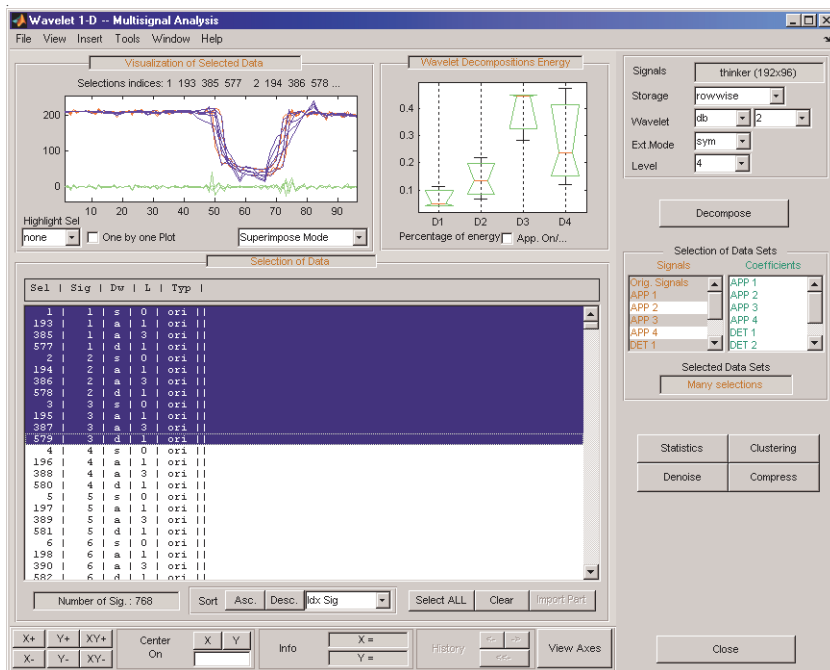 Wavelet 1-D -- Multisignal Analysis
File View Insert Tools Window Help
Visualization of Selected Data
Selections indices: 1 193 385 577 2 194 386 578 ...
200
100
0
10 20 30 40 50 60 70 80 90
Highlight Sel
none
One by one Plot
Superimpose Mode
Wavelet Decompositions Energy
0.4
0.3
0.2
0.1
D1 D2 D3 D4
Percentage of energy
App. On/...
Signals thinker (192x96)
Storage rowwise
Wavelet db 2
Ext.Mode sym
Level 4
Decompose
Selection of Data Sets
Signals Coefficients
Orig. Signals
APP 1
APP 2
APP 3
APP 4
DET 1
APP 1
APP 2
APP 3
APP 4
DET 1
DET 2
Selected Data Sets
Many selections
Statistics Clustering
Denoise Compress
Selection of Data
Sel | Sig | Dw | L | Typ |
1 | 1 | s | 0 | ori ||
193 | 1 | a | 1 | ori ||
385 | 1 | a | 3 | ori ||
577 | 1 | d | 1 | ori ||
2 | 2 | s | 0 | ori ||
194 | 2 | a | 1 | ori ||
386 | 2 | a | 3 | ori ||
578 | 2 | d | 1 | ori ||
3 | 3 | s | 0 | ori ||
195 | 3 | a | 1 | ori ||
387 | 3 | a | 3 | ori ||
579 | 3 | d | 1 | ori ||
4 | 4 | s | 0 | ori ||
196 | 4 | a | 1 | ori ||
388 | 4 | a | 3 | ori ||
580 | 4 | d | 1 | ori ||
5 | 5 | s | 0 | ori ||
197 | 5 | a | 1 | ori ||
389 | 5 | a | 3 | ori ||
581 | 5 | d | 1 | ori ||
6 | 6 | s | 0 | ori ||
198 | 6 | a | 1 | ori ||
390 | 6 | a | 3 | ori ||
582 | 6 | d | 1 | ori ||
Number of Sig. : 768
Sort Asc. Desc. Idx Sig
Select ALL Clear Import Part
X+ Y+ XY+
X- Y- XY-
Center
On
X Y
Info
X =
Y =
History
<- ->
<<-
View Axes
Close